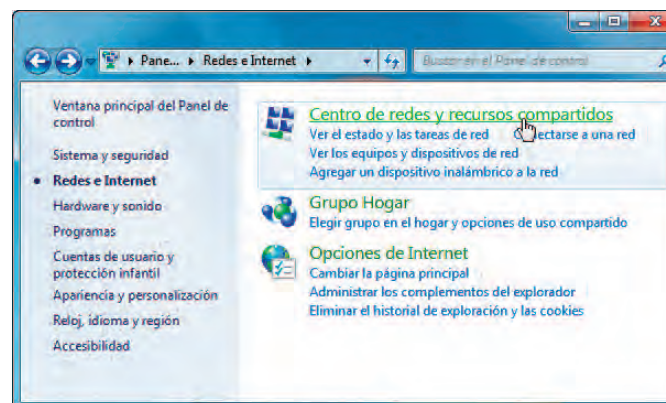 Pane... Redes e Internet Buscar en el Panel de control
Ventana principal del Panel de
control
Sistema y seguridad
Redes e Internet
Hardware y sonido
Programas
Cuentas de usuario y
protección infantil
Apariencia y personalización
Reloj, idioma y región
Accesibilidad
Centro de redes y recursos compartidos
Ver el estado y las tareas de red Conectarse a una red
Ver los equipos y dispositivos de red
Agregar un dispositivo inalámbrico a la red
Grupo Hogar
Elegir grupo en el hogar y opciones de uso compartido
Opciones de Internet
Cambiar la página principal
Administrar los complementos del explorador
Eliminar el historial de exploración y las cookies